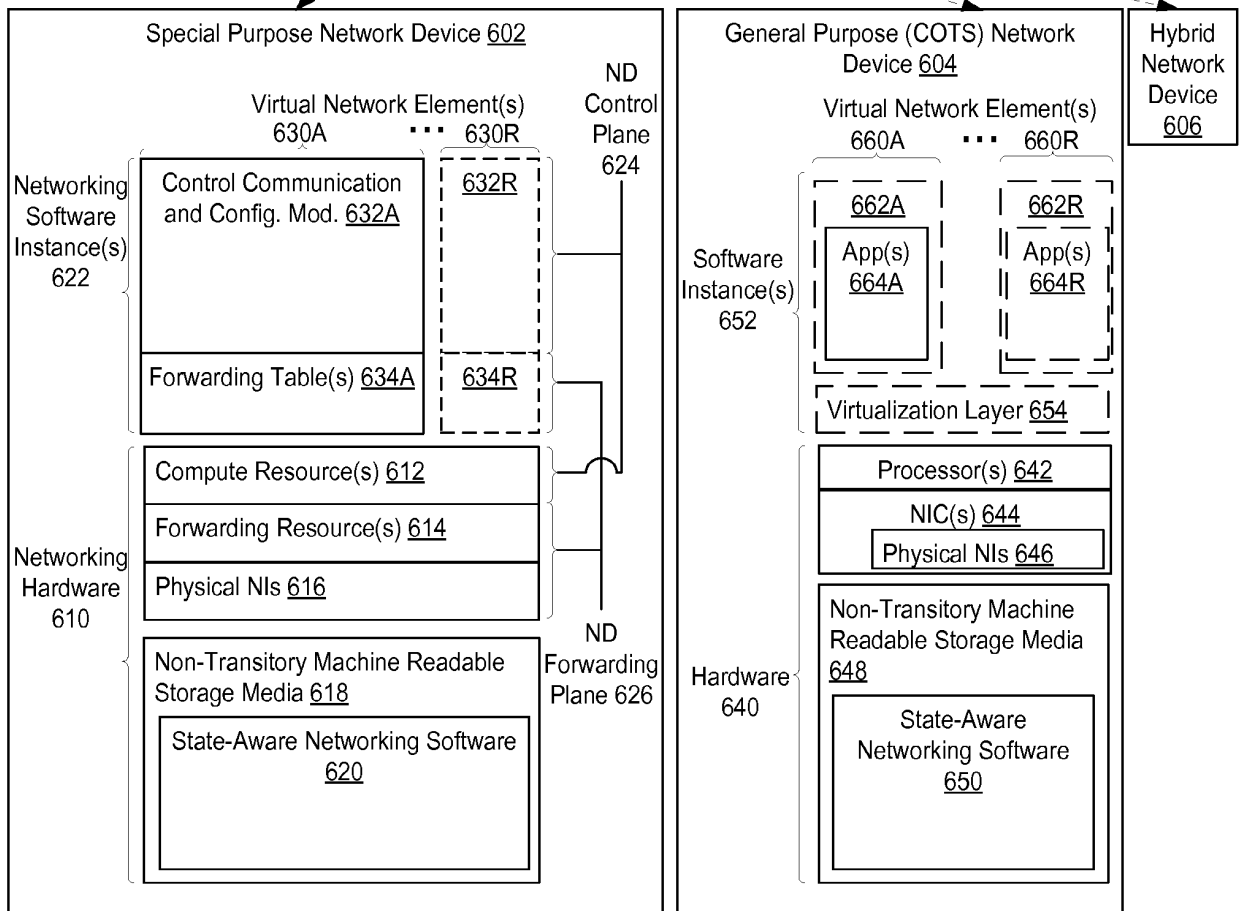 Special Purpose Network Device 602
Virtual Network Element(s)
630A ... 630R
ND
Control
Plane
624
Networking
Software
Instance(s)
622
Control Communication
and Config. Mod. 632A
632R
Forwarding Table(s) 634A
634R
Networking
Hardware
610
Compute Resource(s) 612
Forwarding Resource(s) 614
Physical NIs 616
ND
Forwarding
Plane 626
Non-Transitory Machine Readable
Storage Media 618
State-Aware Networking Software
620
General Purpose (COTS) Network
Device 604
Virtual Network Element(s)
660A ... 660R
Software
Instance(s)
652
662A
App(s)
664A
662R
App(s)
664R
Virtualization Layer 654
Hardware
640
Processor(s) 642
NIC(s) 644
Physical NIs 646
Non-Transitory Machine
Readable Storage Media
648
State-Aware
Networking Software
650
Hybrid
Network
Device
606